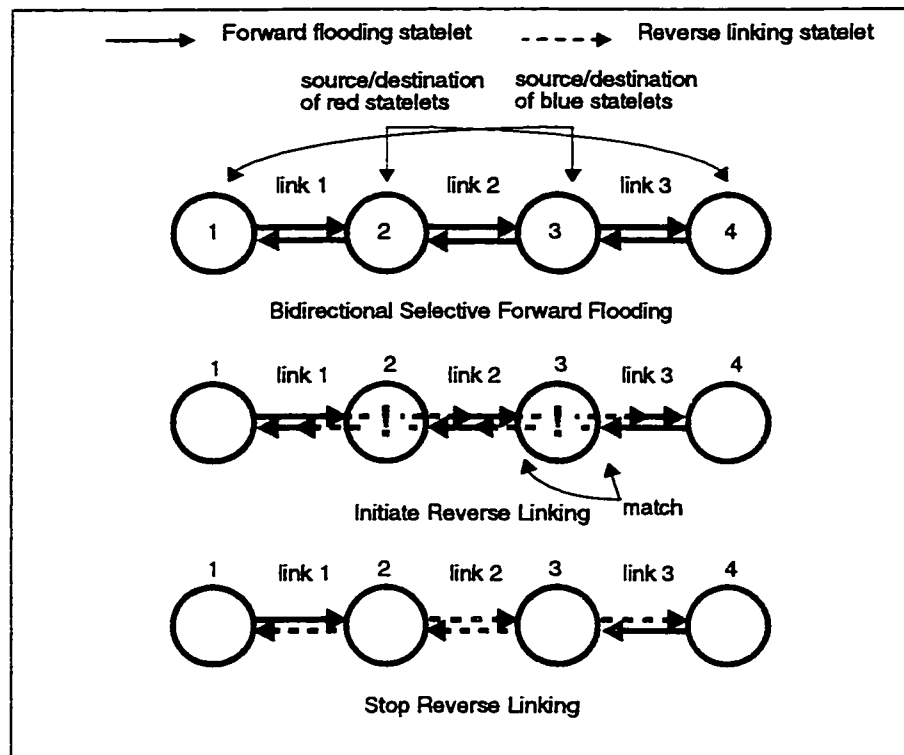 Forward flooding statelet Reverse linking statelet
source/destination source/destination
of red statelets of blue statelets
link 1 link 2 link 3
1 2 3 4
Bidirectional Selective Forward Flooding
1 2 3 4
link 1 link 2 link 3
! !
Initiate Reverse Linking match
1 2 3 4
link 1 link 2 link 3
Stop Reverse Linking